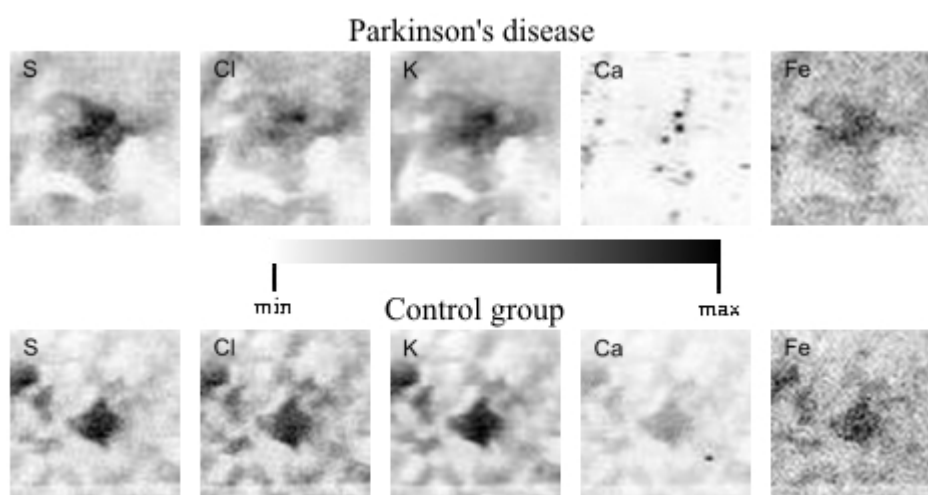 Parkinson's disease
S Cl K Ca Fe
min max
Control group
S Cl K Ca Fe